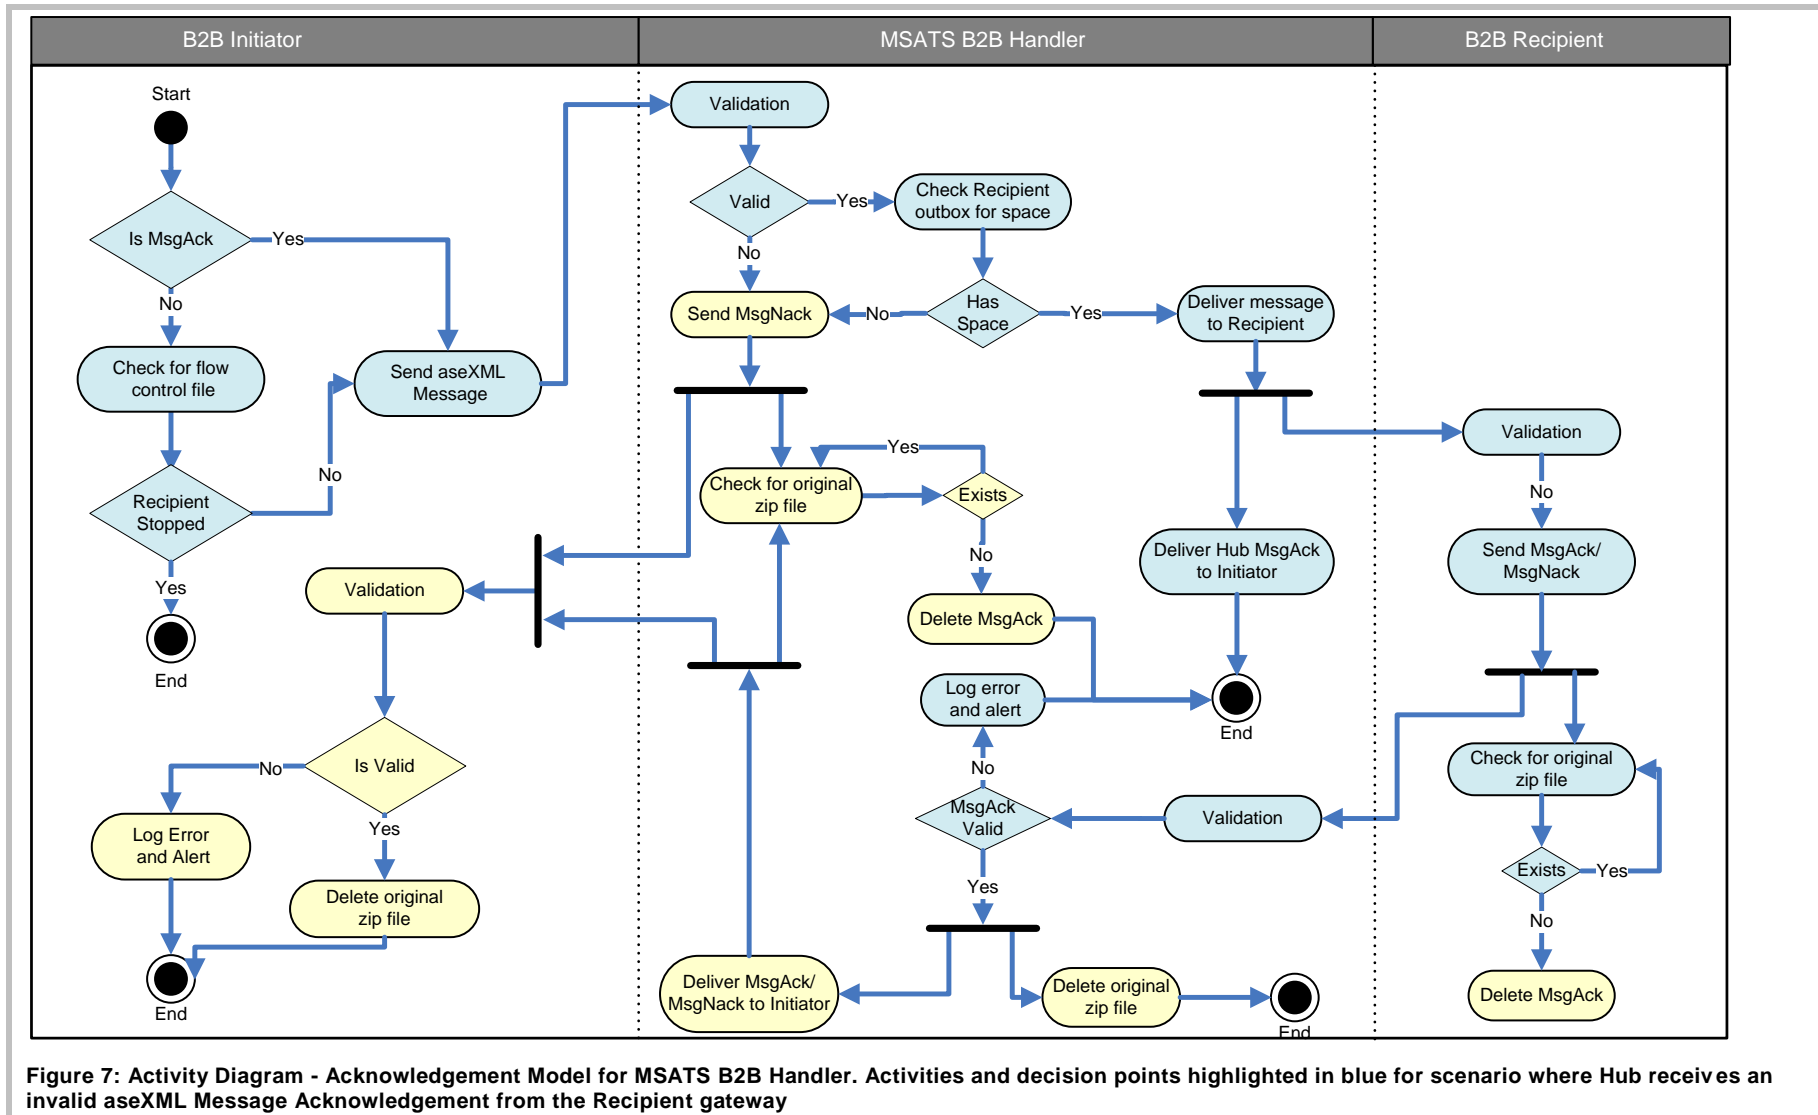 B2B Initiator
MSATS B2B Handler
B2B Recipient
Start
Is MsgAck
Yes
No
Check for flow
control file
Recipient
Stopped
No
Yes
End
Send aseXML
Message
Validation
Is Valid
No
Yes
Log Error
and Alert
Delete original
zip file
End
Validation
Valid
Yes
No
Check Recipient
outbox for space
Has
Space
No
Yes
Send MsgNack
Deliver message
to Recipient
Check for original
zip file
Yes
Exists
No
Delete MsgAck
Deliver Hub MsgAck
to Initiator
End
Log error
and alert
No
MsgAck
Valid
Validation
Yes
Deliver MsgAck/
MsgNack to Initiator
Delete original
zip file
End
Validation
No
Send MsgAck/
MsgNack
Check for original
zip file
Exists
Yes
No
Delete MsgAck
Figure 7: Activity Diagram - Acknowledgement Model for MSATS B2B Handler. Activities and decision points highlighted in blue for scenario where Hub receives an
invalid aseXML Message Acknowledgement from the Recipient gateway